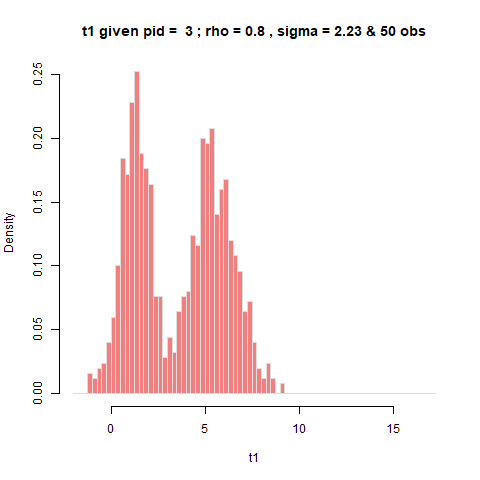 t1 given pid =  3 ; rho = 0.8 , sigma = 2.23 & 50 obs
Density
0.25
0.20
0.15
0.10
0.05
0.00
0 5 10 15
t1